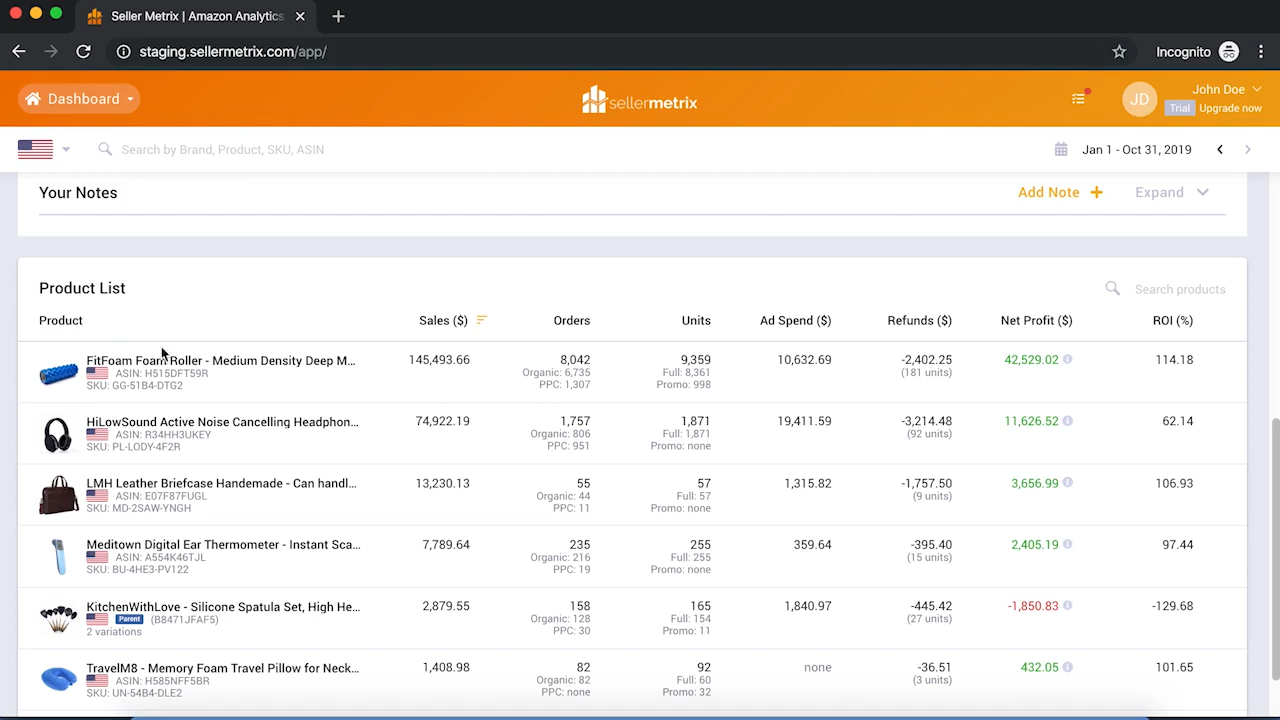 Seller Metrix | Amazon Analytics
staging.sellermetrix.com/app/
Incognito
Dashboard
sellermetrix
JD
John Doe
Trial
Upgrade now
Search by Brand, Product, SKU, ASIN
Jan 1 - Oct 31, 2019
Your Notes
Add Note +
Expand
Product List
Search products
Product Sales ($) Orders Units Ad Spend ($) Refunds ($) Net Profit ($) ROI (%)
FitFoam Foam Roller - Medium Density Deep M... 145,493.66 8,042 9,359 10,632.69 -2,402.25 42,529.02 114.18
ASIN: H515DFT59R Organic: 6,735 Full: 8,361 (181 units)
SKU: GG-51B4-DTG2 PPC: 1,307 Promo: 998
HiLowSound Active Noise Cancelling Headphon... 74,922.19 1,757 1,871 19,411.59 -3,214.48 11,626.52 62.14
ASIN: R34HH3UKEY Organic: 806 Full: 1,871 (92 units)
SKU: PL-LODY-4F2R PPC: 951 Promo: none
LMH Leather Briefcase Handmade - Can handl... 13,230.13 55 57 1,315.82 -1,757.50 3,656.99 106.93
ASIN: E07F87FUGL Organic: 44 Full: 57 (9 units)
SKU: MD-2SAW-YNGH PPC: 11 Promo: none
Meditown Digital Ear Thermometer - Instant Sca... 7,789.64 235 255 359.64 -395.40 2,405.19 97.44
ASIN: A554K46TJL Organic: 216 Full: 255 (15 units)
SKU: BU-4HE3-PV122 PPC: 19 Promo: none
KitchenWithLove - Silicone Spatula Set, High He... 2,879.55 158 165 1,840.97 -445.42 -1,850.83 -129.68
Parent (B8471JFAF5) Organic: 128 Full: 154 (27 units)
2 variations PPC: 30 Promo: 11
TravelM8 - Memory Foam Travel Pillow for Neck... 1,408.98 82 92 none -36.51 432.05 101.65
ASIN: H585NFF5BR Organic: 82 Full: 60 (3 units)
SKU: UN-54B4-DLE2 PPC: none Promo: 32